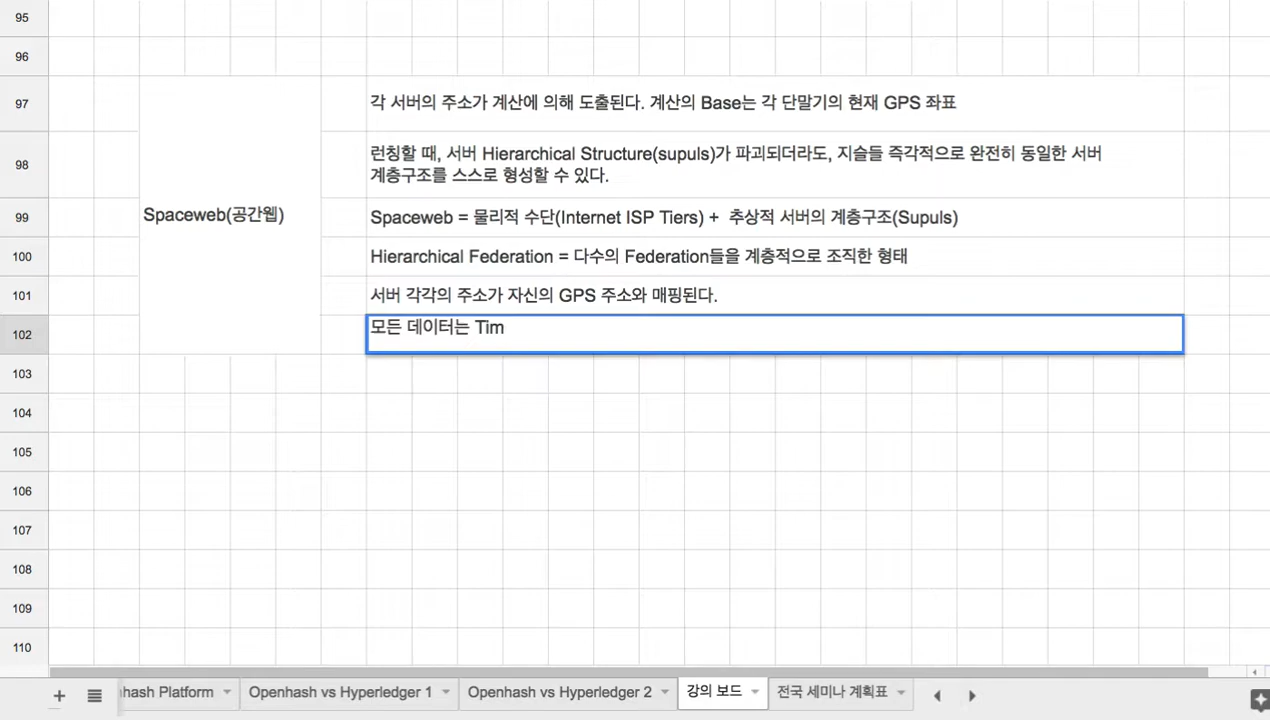 95
96
97
각 서버의 주소가 계산에 의해 도출된다. 계산의 Base는 각 단말기의 현재 GPS 좌표
98
런칭할 때, 서버 Hierarchical Structure(supuls)가 파괴되더라도, 지슬들 즉각적으로 완전히 동일한 서버
계층구조를 스스로 형성할 수 있다.
Spaceweb(공간웹)
99
Spaceweb = 물리적 수단(Internet ISP Tiers) + 추상적 서버의 계층구조(Supuls)
100
Hierarchical Federation = 다수의 Federation들을 계층적으로 조직한 형태
101
서버 각각의 주소가 자신의 GPS 주소와 매핑된다.
102
모든 데이터는 Tim
103
104
105
106
107
108
109
110
hash Platform
Openhash vs Hyperledger 1
Openhash vs Hyperledger 2
강의 보드
전국 세미나 계획표